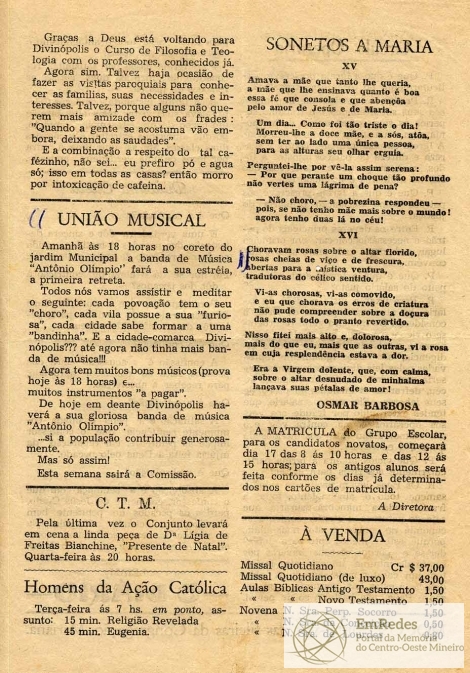 Graças a Deus está voltando para
Divinópolis o Curso de Filosofia e Teo-
logia com os professores, conhecidos já.
Agora sim. Talvez haja ocasião de
fazer as visitas paroquiais para conhe-
cer as famílias, suas necessidades e in-
teresses. Talvez, porque alguns não que-
rem mais amizade com os frades :
"Quando a gente se acostuma vão em-
bora, deixando as saudades".
E a combinação a respeito do tal
cafézinho, não sei... eu prefiro pó e agua
só; isso em todas as casas? então morro
por intoxicação de cafeina.
UNIÃO MUSICAL
Amanhã às 18 horas no coreto do
jardim Municipal a banda de Música
"Antônio Olímpio" fará a sua estréia,
a primeira retreta.
Todos nós vamos assistir e meditar
o seguinte: cada povoação tem o seu
"choro", cada vila possue a sua "furio-
sa", cada cidade sabe formar a uma
"bandinha". E a cidade-comarca Divi-
nópolis??? até agora não tinha mais ban-
da de música!!!
Agora tem muitos bons músicos (prova
hoje às 18 horas) e...
muitos instrumentos "a pagar".
De hoje em deante Divinópolis ha-
verá a sua gloriosa banda de música
"Antônio Olímpio".
...si a população contribuir generosa-
mente.
Mas só assim!
Esta semana sairá a Comissão.
C. T. M.
Pela última vez o Conjunto levará
em cena a linda peça de Dª Lígia de
Freitas Bianchine, "Presente de Natal".
Quarta-feira às 20 horas.
Homens da Ação Católica
Terça-feira ás 7 hs. em ponto, as-
sunto: 15 min. Religião Revelada
45 min. Eugenia.
SONETOS A MARIA
XV
Amava a mãe que tanto lhe queria,
a mãe que lhe ensinava quanto é boa
essa fé que consola e que abençôa
pelo amor de Jesús e de Maria.
Um dia... Como foi tão triste o dia!
Morreu-lhe a doce mãe, e a sós, atôa,
sem ter ao lado uma única pessoa,
para as alturas seu olhar erguia.
Perguntei-lhe por vê-la assim serena:
— Por que perante um choque tão profundo
não vertes uma lágrima de pena?
— Não choro, — a pobrezina respondeu —
pois, se não tenho mãe mais sobre o mundo!
agora tenho duas lá no céu!
XVI
Choravam rosas sobre o altar florido,
rosas cheias de viço e de frescura,
abertas para a mística ventura,
tradutoras do célico sentido.
Vi-as chorosas, vi-as comovido,
e eu que chorava os erros de criatura
não pude compreender sobre a doçura
das rosas todo o pranto revertido.
Nisso fitei mais alto e, dolorosa,
mais do que eu, mais que as outras, vi a rosa
em cuja resplendência estava a dor.
Era a Virgem dolente, que, com calma,
sobre o altar desnudado de minhalma
lançava suas pétalas de amor!
OSMAR BARBOSA
A MATRICULA do Grupo Escolar,
para os candidatos novatos, começará
dia 17 das 8 ás 10 horas e das 12 ás
15 horas; para os antigos alunos será
feita conforme os dias já determina-
dos nos cartões de matrícula.
A Diretora
À VENDA
Missal Quotidiano Cr $ 37,00
Missal Quotidiano (de luxo) 43,00
Aulas Bíblicas Antigo Testamento 1,50
" " Novo Testamento 1,50
Novena N. Sra. Perp. Socorro 1,50
" N. Sra. da
" N. Sra. de Lourdes 0,80
EmRedes
Portal da Memória
do Centro-Oeste Mineiro